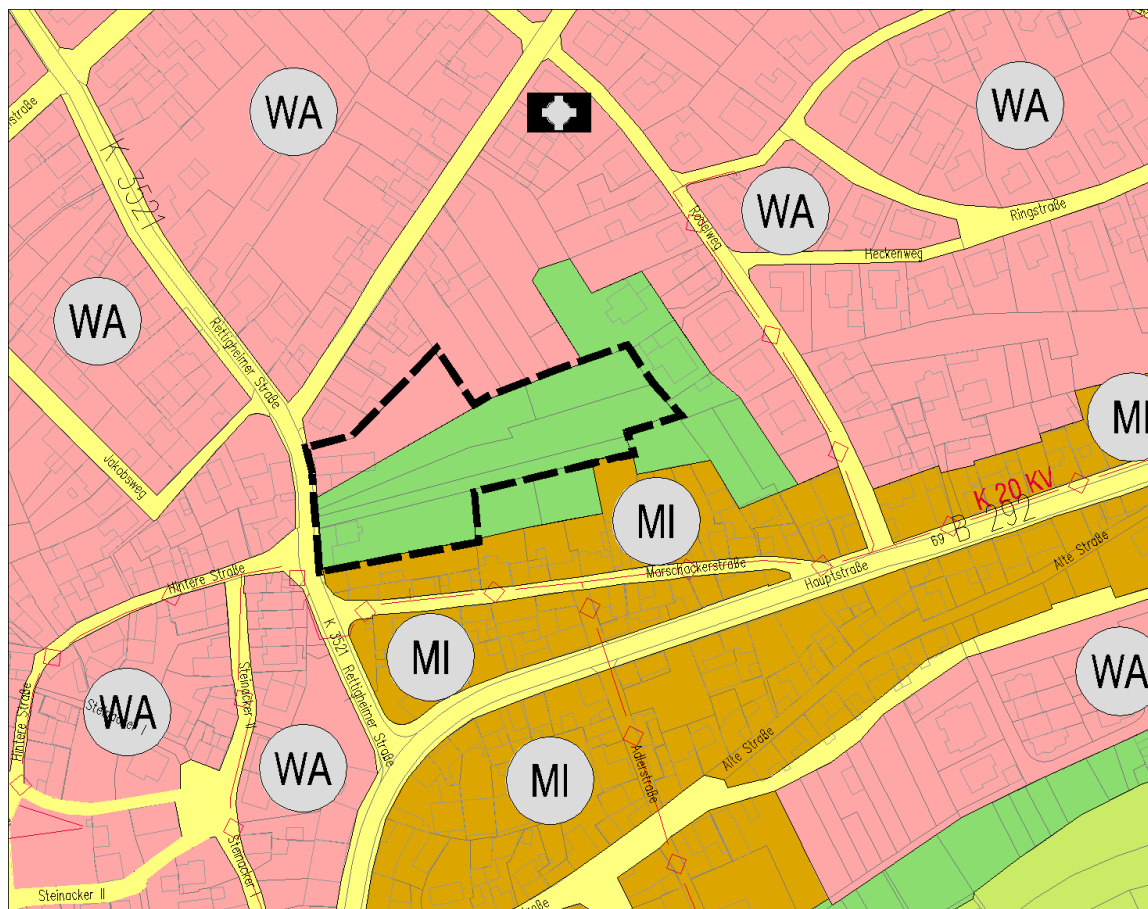 WA
WA
K 3521
straße
WA
Rodelweg
Ringstraße
Heckenweg
WA
Rettigheimer Straße
MI
Jakobsweg
K 20 KV
MI
B 292
69
Alte Straße
Marschackerstraße
Hauptstraße
Hintere Straße
K 3521 Rettigheimer Straße
MI
WA
WA
Steinacker II
Hintere Straße
WA
MI
Adlerstraße
Alte Straße
Steinacker I
Steinacker II